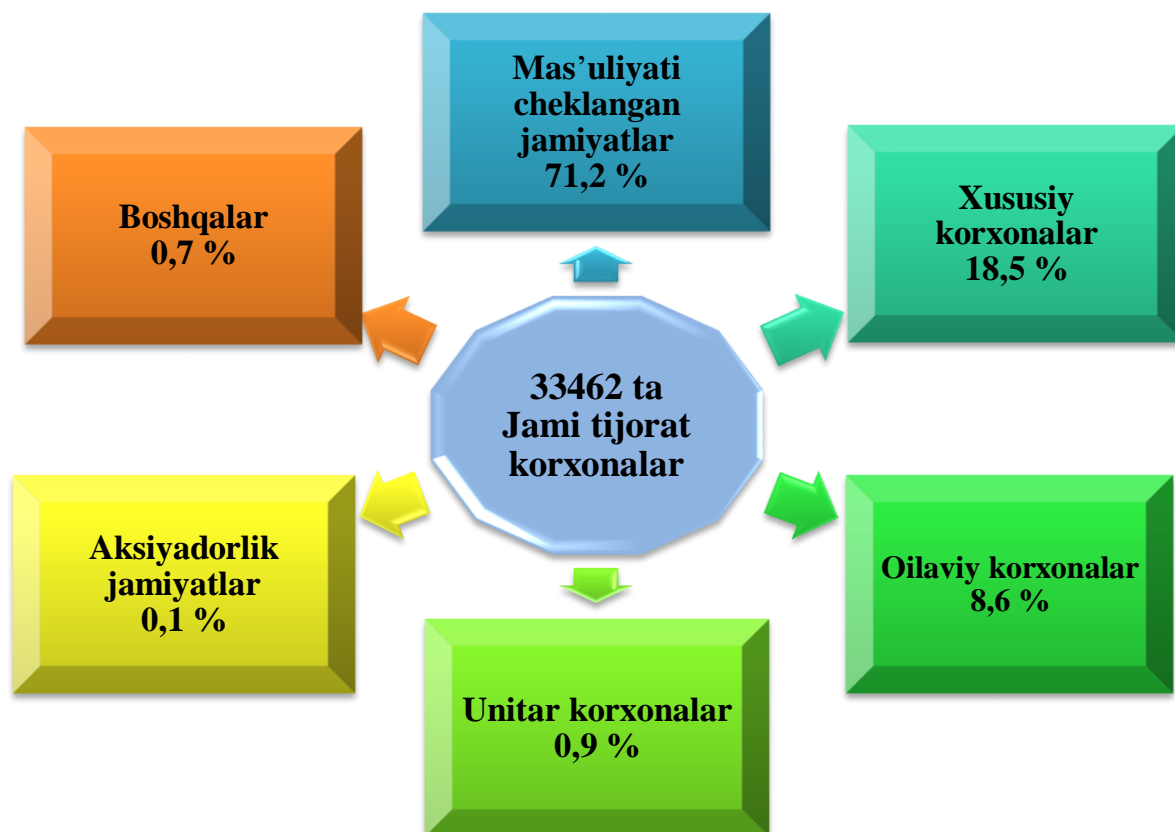 Mas’uliyati
cheklangan
jamiyatlar
71,2 %
Boshqalar
0,7 %
Xususiy
korxonalar
18,5 %
33462 ta
Jami tijorat
korxonalar
Aksiyadorlik
jamiyatlar
0,1 %
Oilaviy korxonalar
8,6 %
Unitar korxonalar
0,9 %